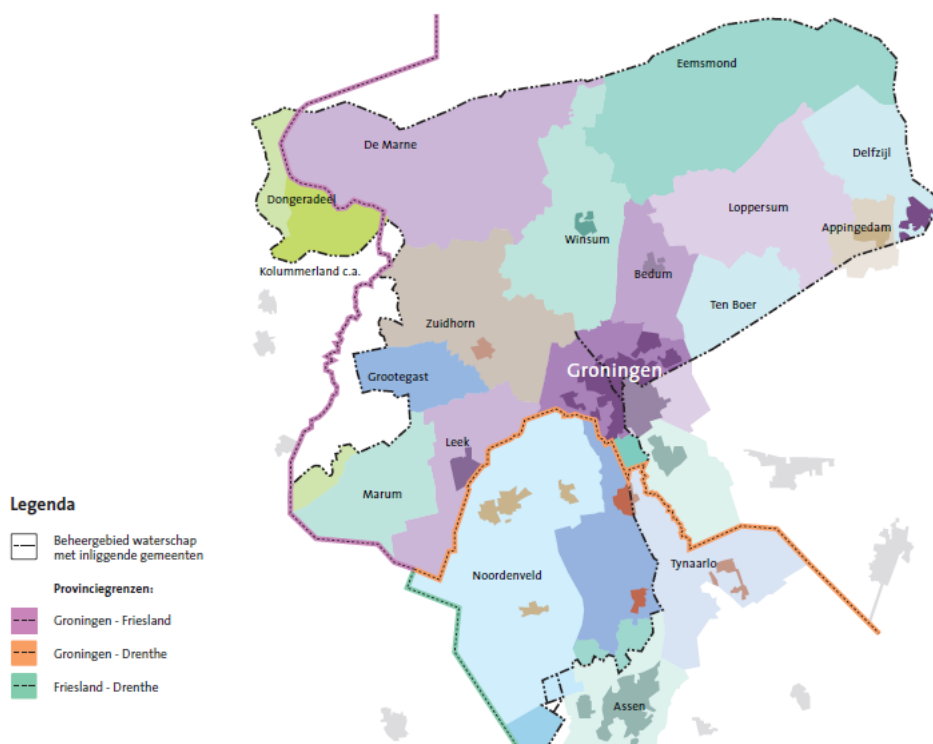 Eemsmond
De Marne
Delfzijl
Dongeradeel
Loppersum
Appingedam
Winsum
Kolummerland c.a.
Bedum
Ten Boer
Zuidhorn
Groningen
Grootegast
Leek
Marum
Noordenveld
Tynaarlo
Assen
Legenda
Beheergebied waterschap
met inliggende gemeenten
Provinciegrenzen:
Groningen - Friesland
Groningen - Drenthe
Friesland - Drenthe